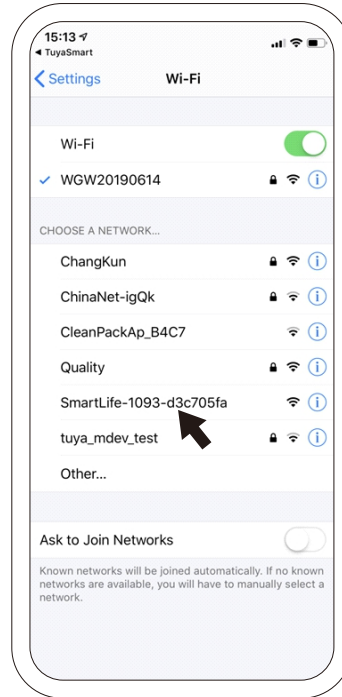 15:13
◀ TuyaSmart
Settings
Wi-Fi
Wi-Fi
WGW20190614
CHOOSE A NETWORK...
ChangKun
ChinaNet-igQk
CleanPackAp_B4C7
Quality
SmartLife-1093-d3c705fa
tuya_mdev_test
Other...
Ask to Join Networks
Known networks will be joined automatically. If no known
networks are available, you will have to manually select a
network.